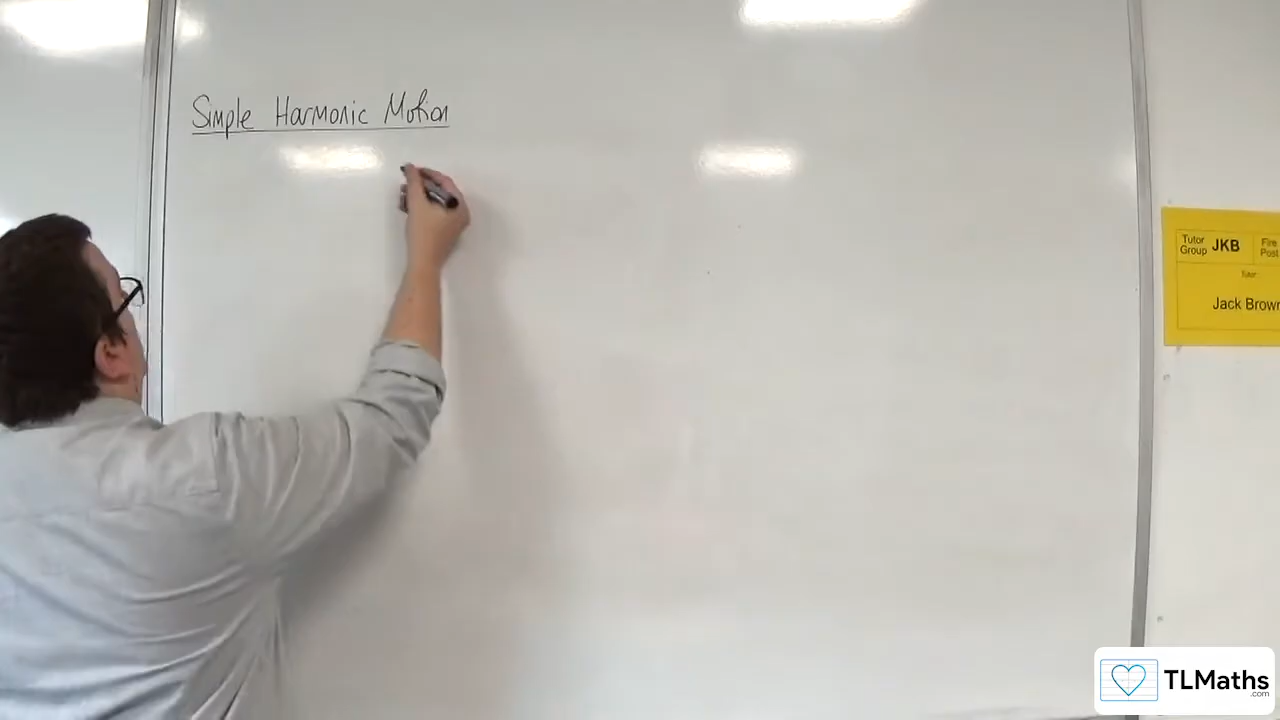 Simple Harmonic Motion
Tutor Group JKB Fire
Post
Tutor:
Jack Brown
TLMaths
.com